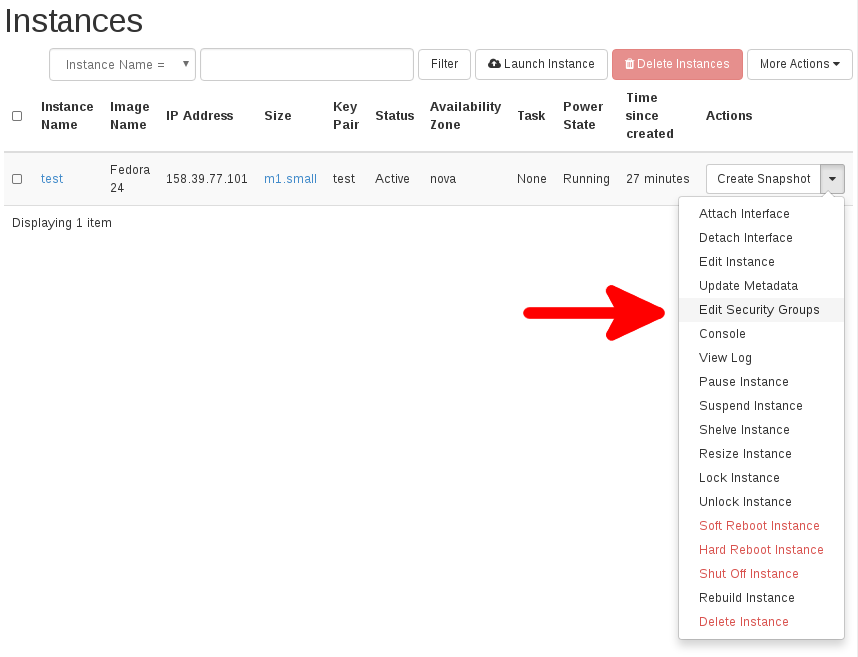 Instances
Instance Name = Filter Launch Instance Delete Instances More Actions
Instance Name Image Name IP Address Size Key Pair Status Availability Zone Task Power State Time since created Actions
test Fedora 24 158.39.77.101 m1.small test Active nova None Running 27 minutes Create Snapshot
Displaying 1 item
Attach Interface
Detach Interface
Edit Instance
Update Metadata
Edit Security Groups
Console
View Log
Pause Instance
Suspend Instance
Shelve Instance
Resize Instance
Lock Instance
Unlock Instance
Soft Reboot Instance
Hard Reboot Instance
Shut Off Instance
Rebuild Instance
Delete Instance